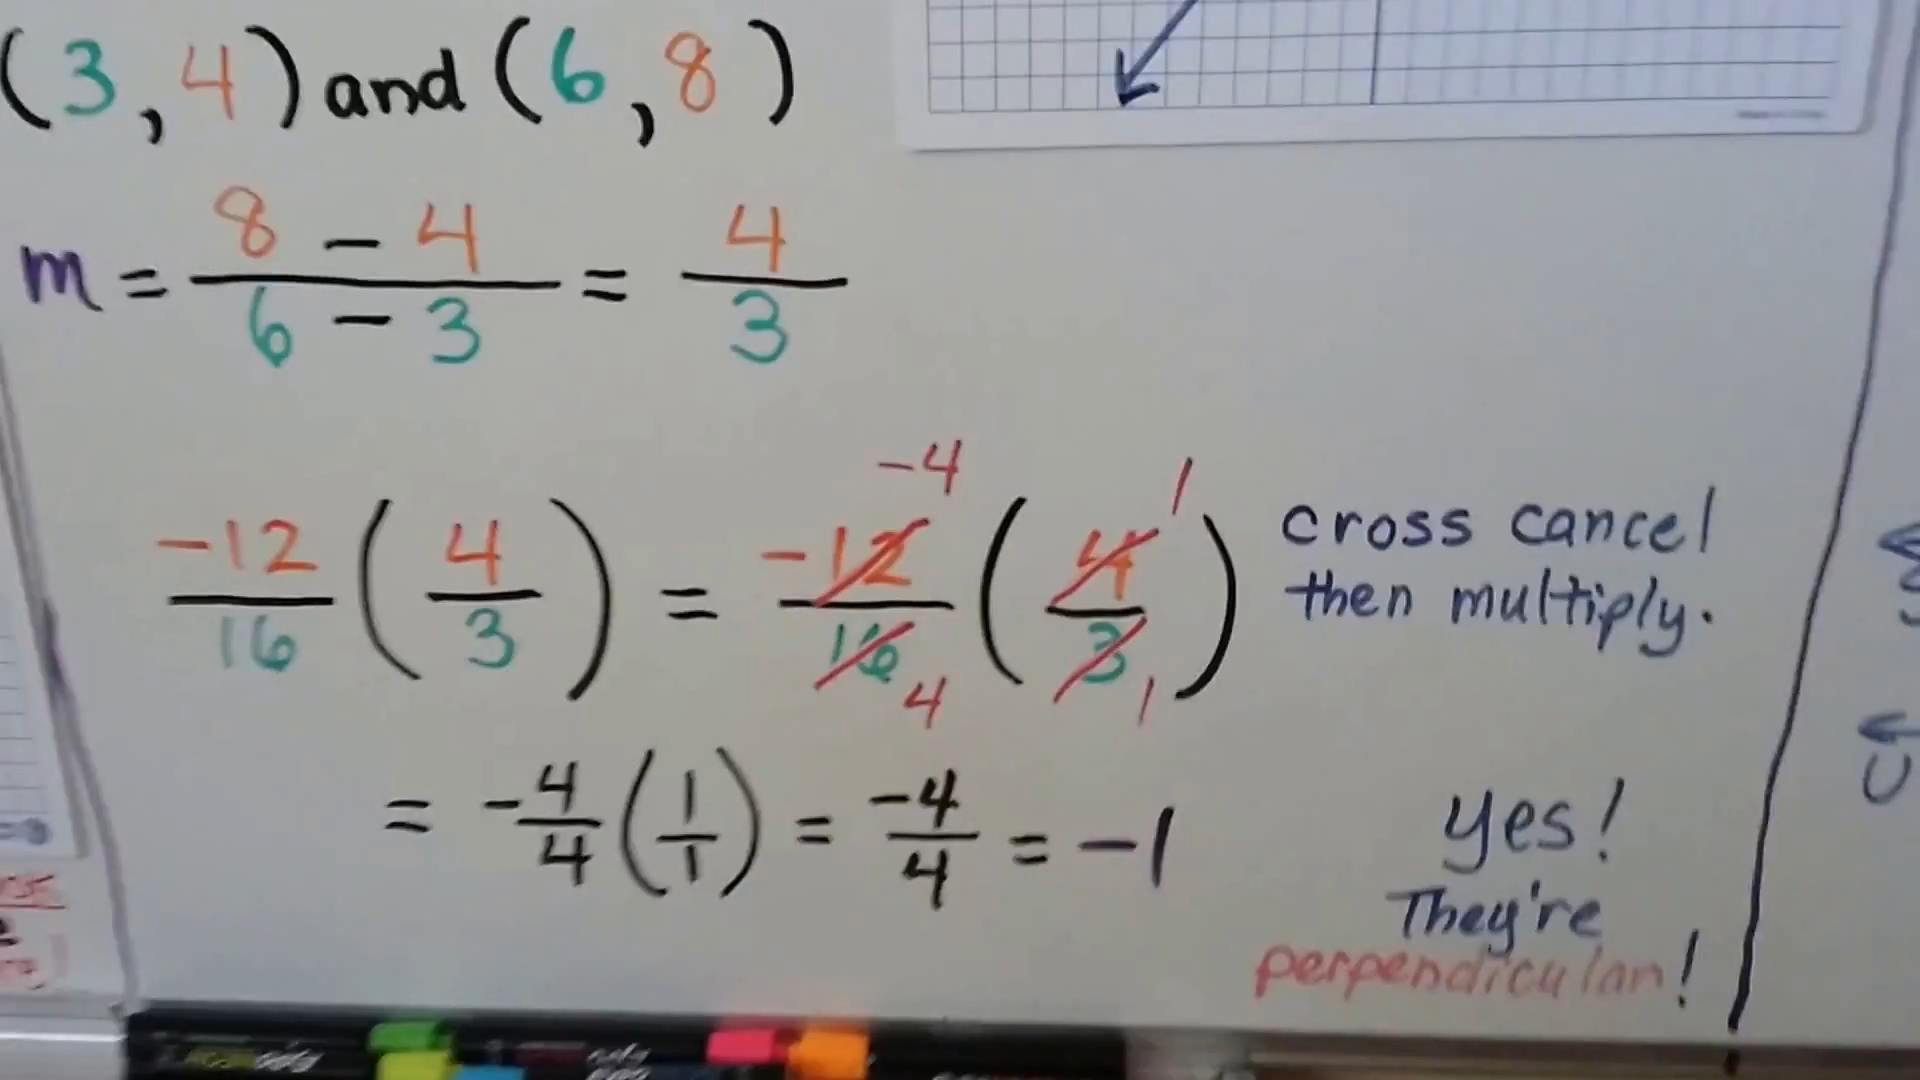 (3, 4) and (6, 8)
m = 8 - 4 / 6 - 3 = 4 / 3
-12 / 16 (4 / 3) = -12 / 16 (4 / 3)
-4 1
4 1
cross cancel
then multiply.
= -4 / 4 (1 / 1) = -4 / 4 = -1
yes!
They're
perpendicular!